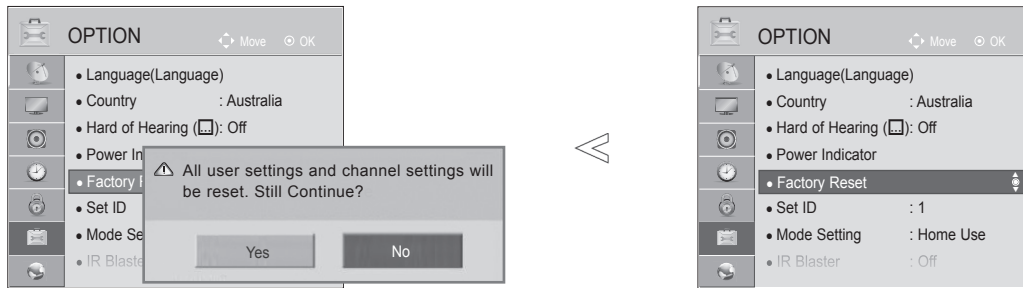 OPTION
Move OK
• Language(Language)
• Country : Australia
• Hard of Hearing ( ): Off
• Power In
• Factory
• Set ID
• Mode Se
• IR Blaste
All user settings and channel settings will
be reset. Still Continue?
Yes No
OPTION
Move OK
• Language(Language)
• Country : Australia
• Hard of Hearing ( ): Off
• Power Indicator
• Factory Reset
• Set ID : 1
• Mode Setting : Home Use
• IR Blaster : Off